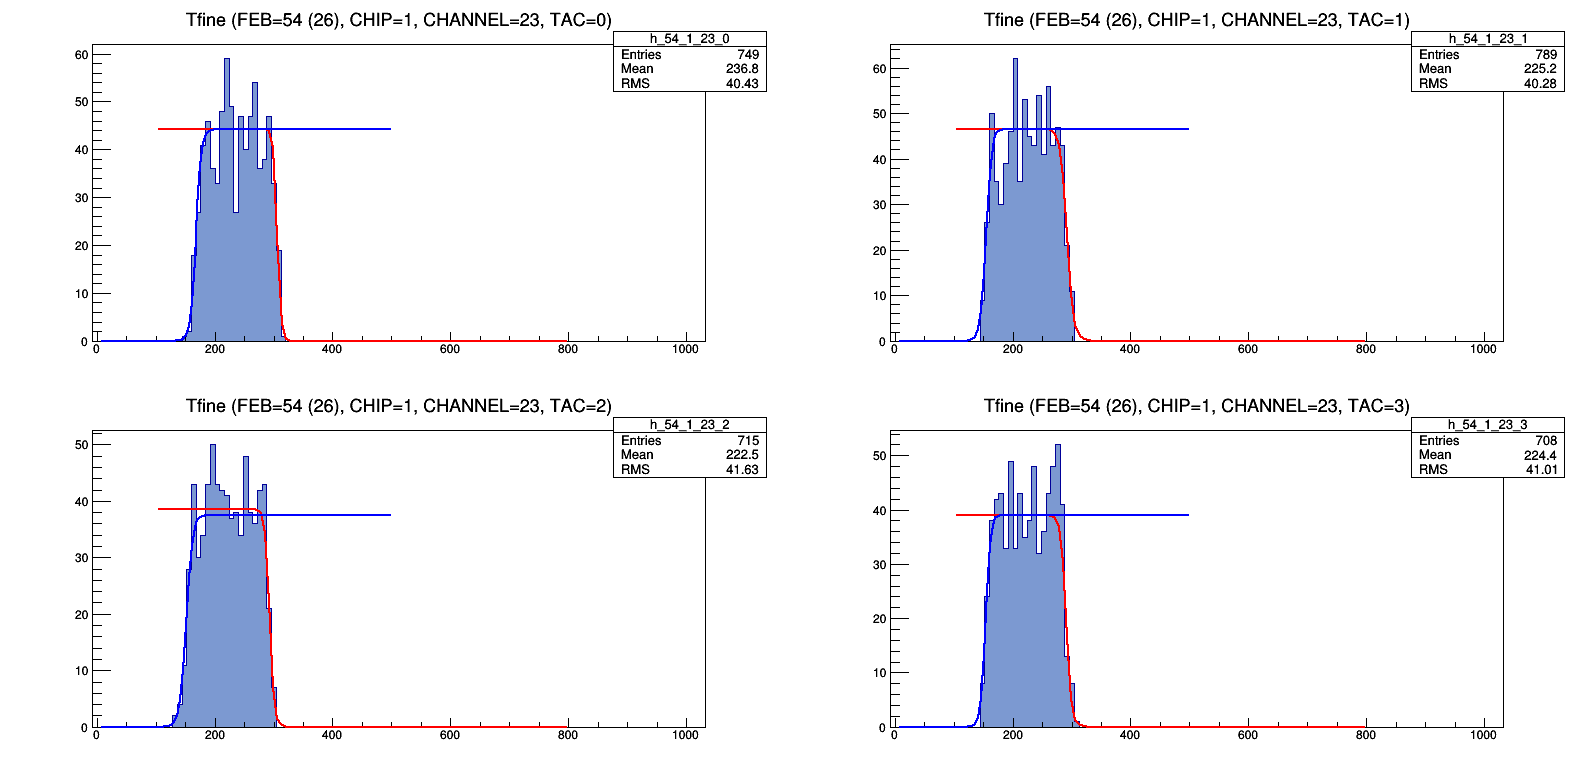 Tfine (FEB=54 (26), CHIP=1, CHANNEL=23, TAC=0)
h_54_1_23_0
Entries 749
Mean 236.8
RMS 40.43
60
50
40
30
20
10
0
0 200 400 600 800 1000
Tfine (FEB=54 (26), CHIP=1, CHANNEL=23, TAC=1)
h_54_1_23_1
Entries 789
Mean 225.2
RMS 40.28
60
50
40
30
20
10
0
0 200 400 600 800 1000
Tfine (FEB=54 (26), CHIP=1, CHANNEL=23, TAC=2)
h_54_1_23_2
Entries 715
Mean 222.5
RMS 41.63
50
40
30
20
10
0
0 200 400 600 800 1000
Tfine (FEB=54 (26), CHIP=1, CHANNEL=23, TAC=3)
h_54_1_23_3
Entries 708
Mean 224.4
RMS 41.01
50
40
30
20
10
0
0 200 400 600 800 1000